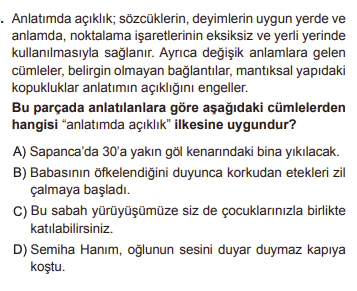 . Anlatımda açıklık; sözcüklerin, deyimlerin uygun yerde ve
anlamda, noktalama işaretlerinin eksiksiz ve yerli yerinde
kullanılmasıyla sağlanır. Ayrıca değişik anlamlara gelen
cümleler, belirgin olmayan bağlantılar, mantıksal yapıdaki
kopukluklar anlatımın açıklığını engeller.
Bu parçada anlatılanlara göre aşağıdaki cümlelerden
hangisi “anlatımda açıklık” ilkesine uygundur?
A) Sapanca’da 30’a yakın göl kenarındaki bina yıkılacak.
B) Babasının öfkelendiğini duyunca korkudan etekleri zil
çalmaya başladı.
C) Bu sabah yürüyüşümüze siz de çocuklarınızla birlikte
katılabilirsiniz.
D) Semiha Hanım, oğlunun sesini duyar duymaz kapıya
koştu.